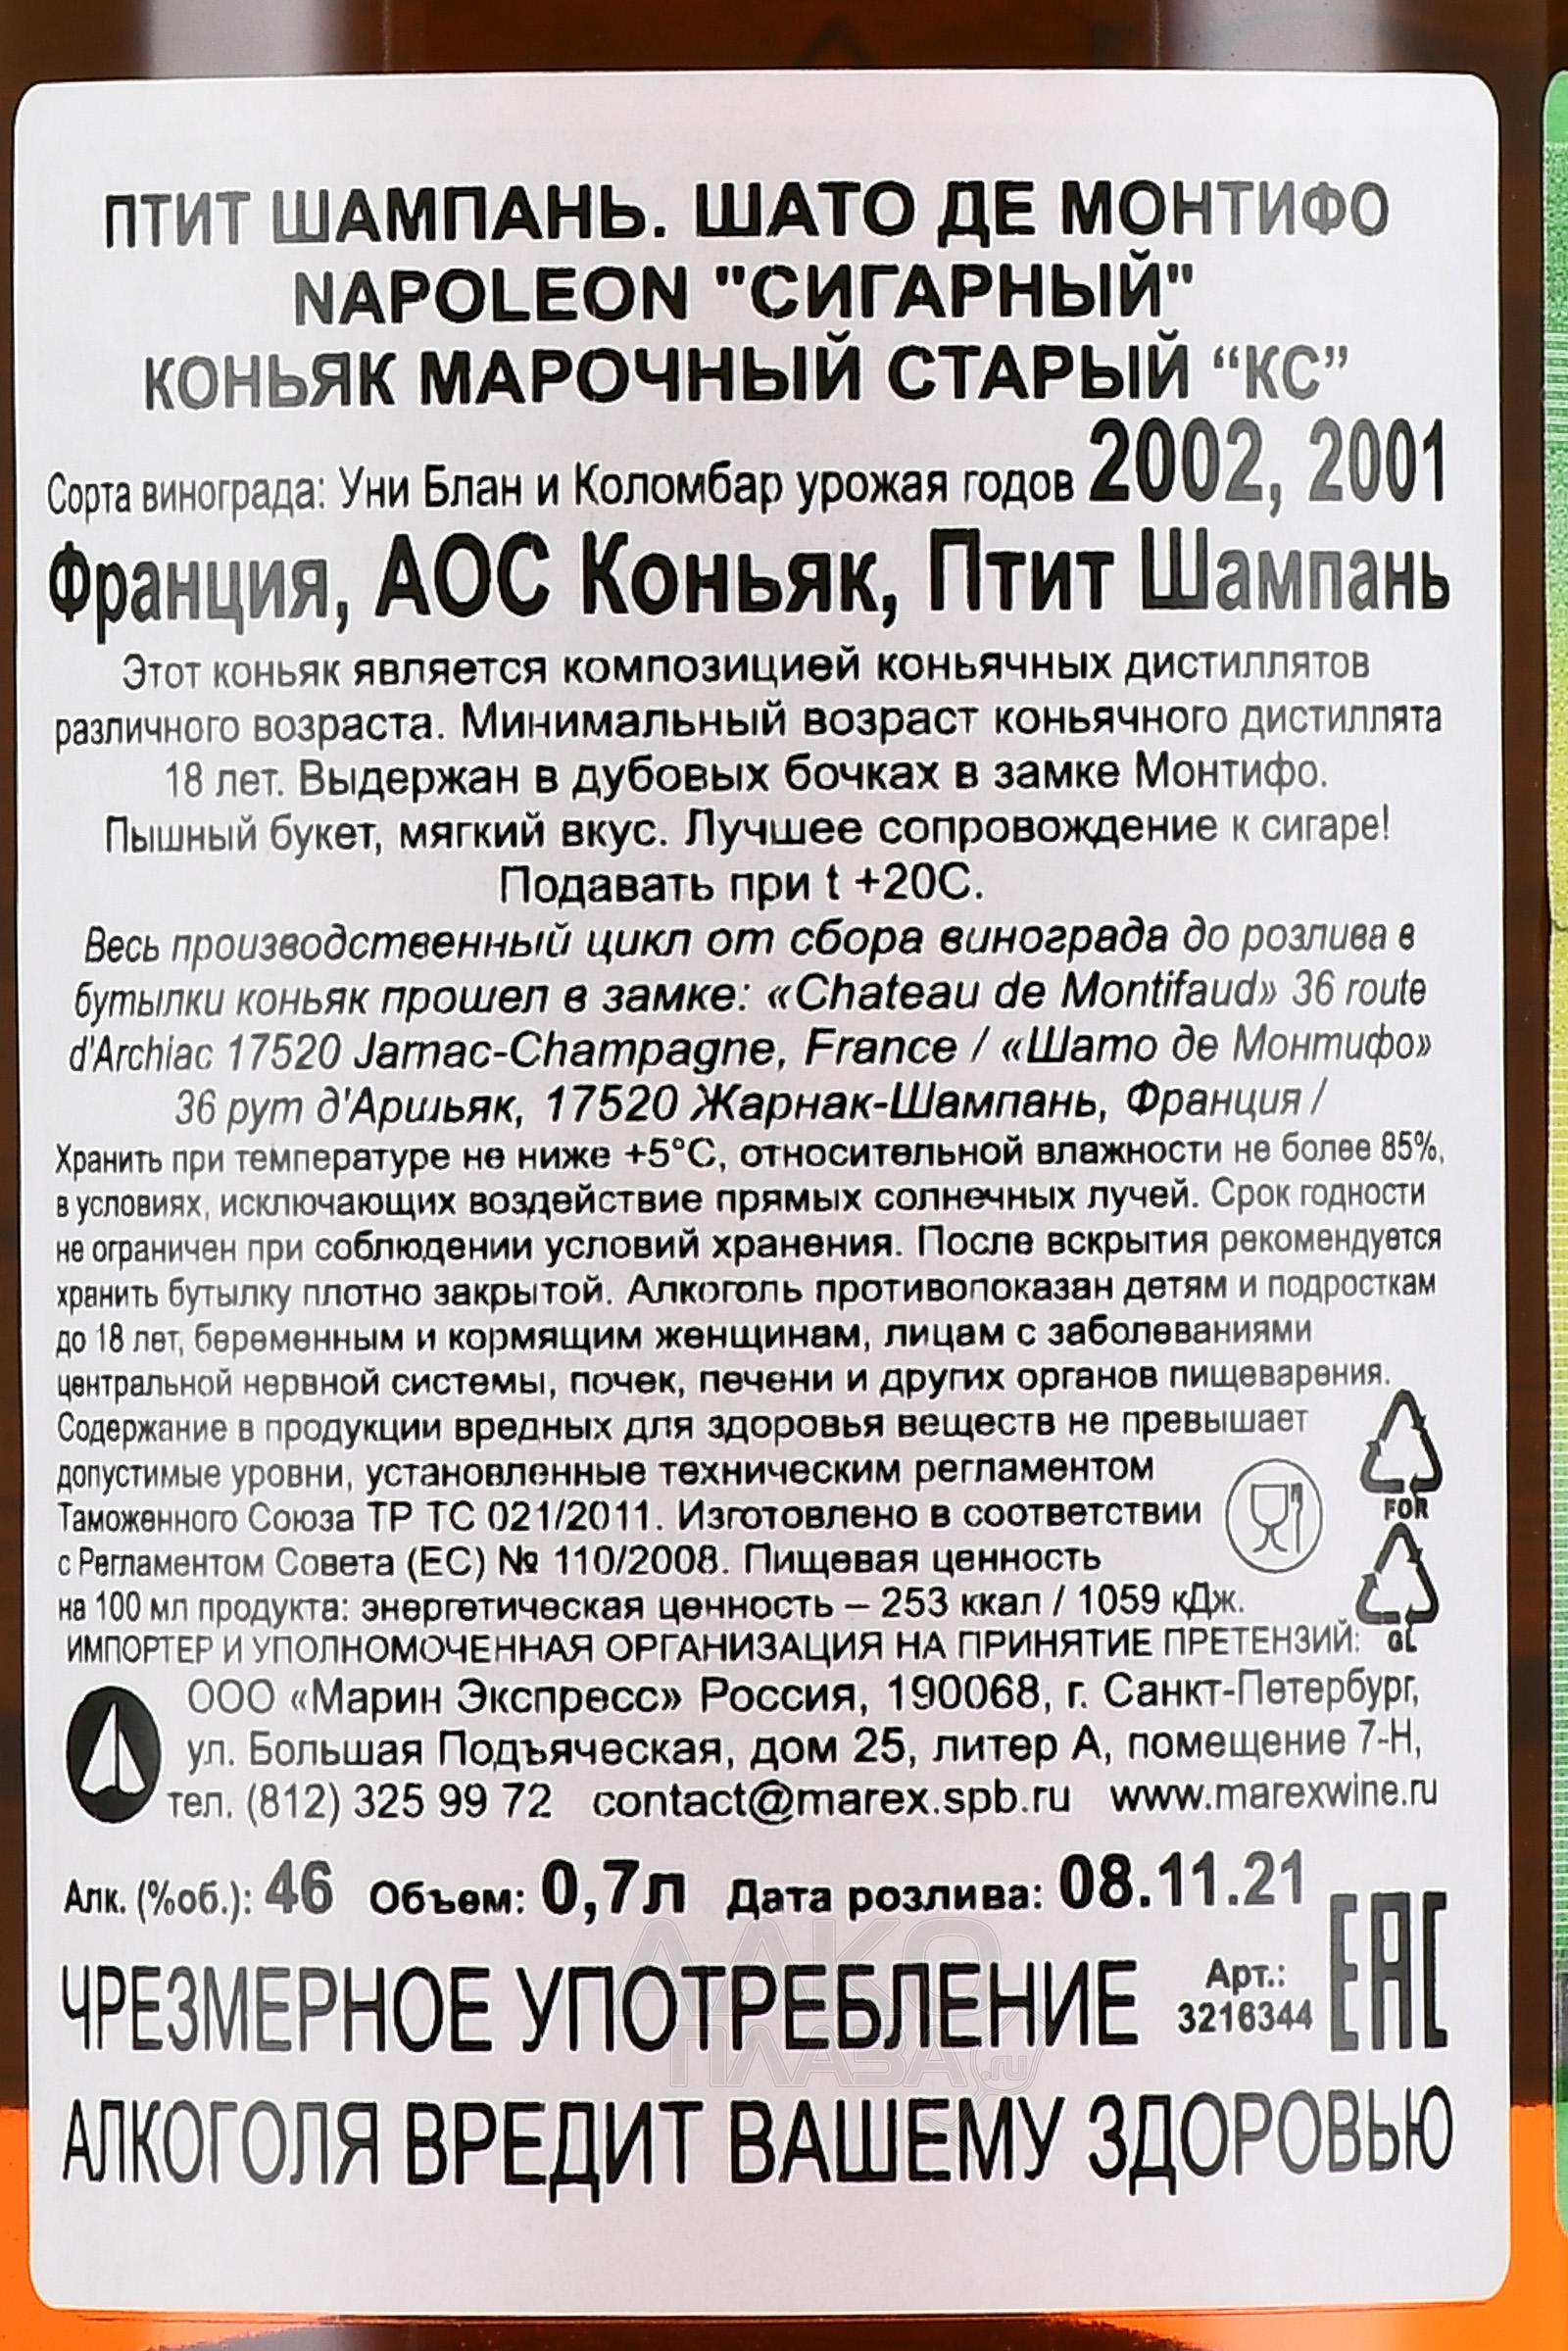 ПТИТ ШАМПАНЬ. ШАТО ДЕ МОНТИФО
NAPOLEON "СИГАРНЫЙ"
КОНЬЯК МАРОЧНЫЙ СТАРЫЙ “КС”
Сорта винограда: Уни Блан и Коломбар урожая годов 2002, 2001
Франция, АОС Коньяк, Птит Шампань
Этот коньяк является композицией коньячных дистиллятов
различного возраста. Минимальный возраст коньячного дистиллята
18 лет. Выдержан в дубовых бочках в замке Монтифо.
Пышный букет, мягкий вкус. Лучшее сопровождение к сигаре!
Подавать при t +20С.
Весь производственный цикл от сбора винограда до розлива в
бутылки коньяк прошел в замке: «Chateau de Montifaud» 36 route
d'Archiac 17520 Jarnac-Champagne, France / «Шато де Монтифо»
36 рут д'Аришьяк, 17520 Жарнак-Шампань, Франция /
Хранить при температуре не ниже +5°С, относительной влажности не более 85%,
в условиях, исключающих воздействие прямых солнечных лучей. Срок годности
не ограничен при соблюдении условий хранения. После вскрытия рекомендуется
хранить бутылку плотно закрытой. Алкоголь противопоказан детям и подросткам
до 18 лет, беременным и кормящим женщинам, лицам с заболеваниями
центральной нервной системы, почек, печени и других органов пищеварения.
Содержание в продукции вредных для здоровья веществ не превышает
допустимые уровни, установленные техническим регламентом
Таможенного Союза ТР ТС 021/2011. Изготовлено в соответствии
FOR
с Регламентом Совета (ЕС) № 110/2008. Пищевая ценность
на 100 мл продукта: энергетическая ценность – 253 ккал / 1059 кДж.
ИМПОРТЕР И УПОЛНОМОЧЕННАЯ ОРГАНИЗАЦИЯ НА ПРИНЯТИЕ ПРЕТЕНЗИЙ:
GL
ООО «Марин Экспресс» Россия, 190068, г. Санкт-Петербург,
ул. Большая Подъяческая, дом 25, литер А, помещение 7-Н,
тел. (812) 325 99 72 contact@marex.spb.ru www.marexwine.ru
Алк. (%об.): 46 Объем: 0,7л Дата розлива: 08.11.21
EAC
ЧРЕЗМЕРНОЕ УПОТРЕБЛЕНИЕ
Арт.:
3216344
АЛКОГОЛЯ ВРЕДИТ ВАШЕМУ ЗДОРОВЬЮ
АЛКО
ПЛАЗА.ru